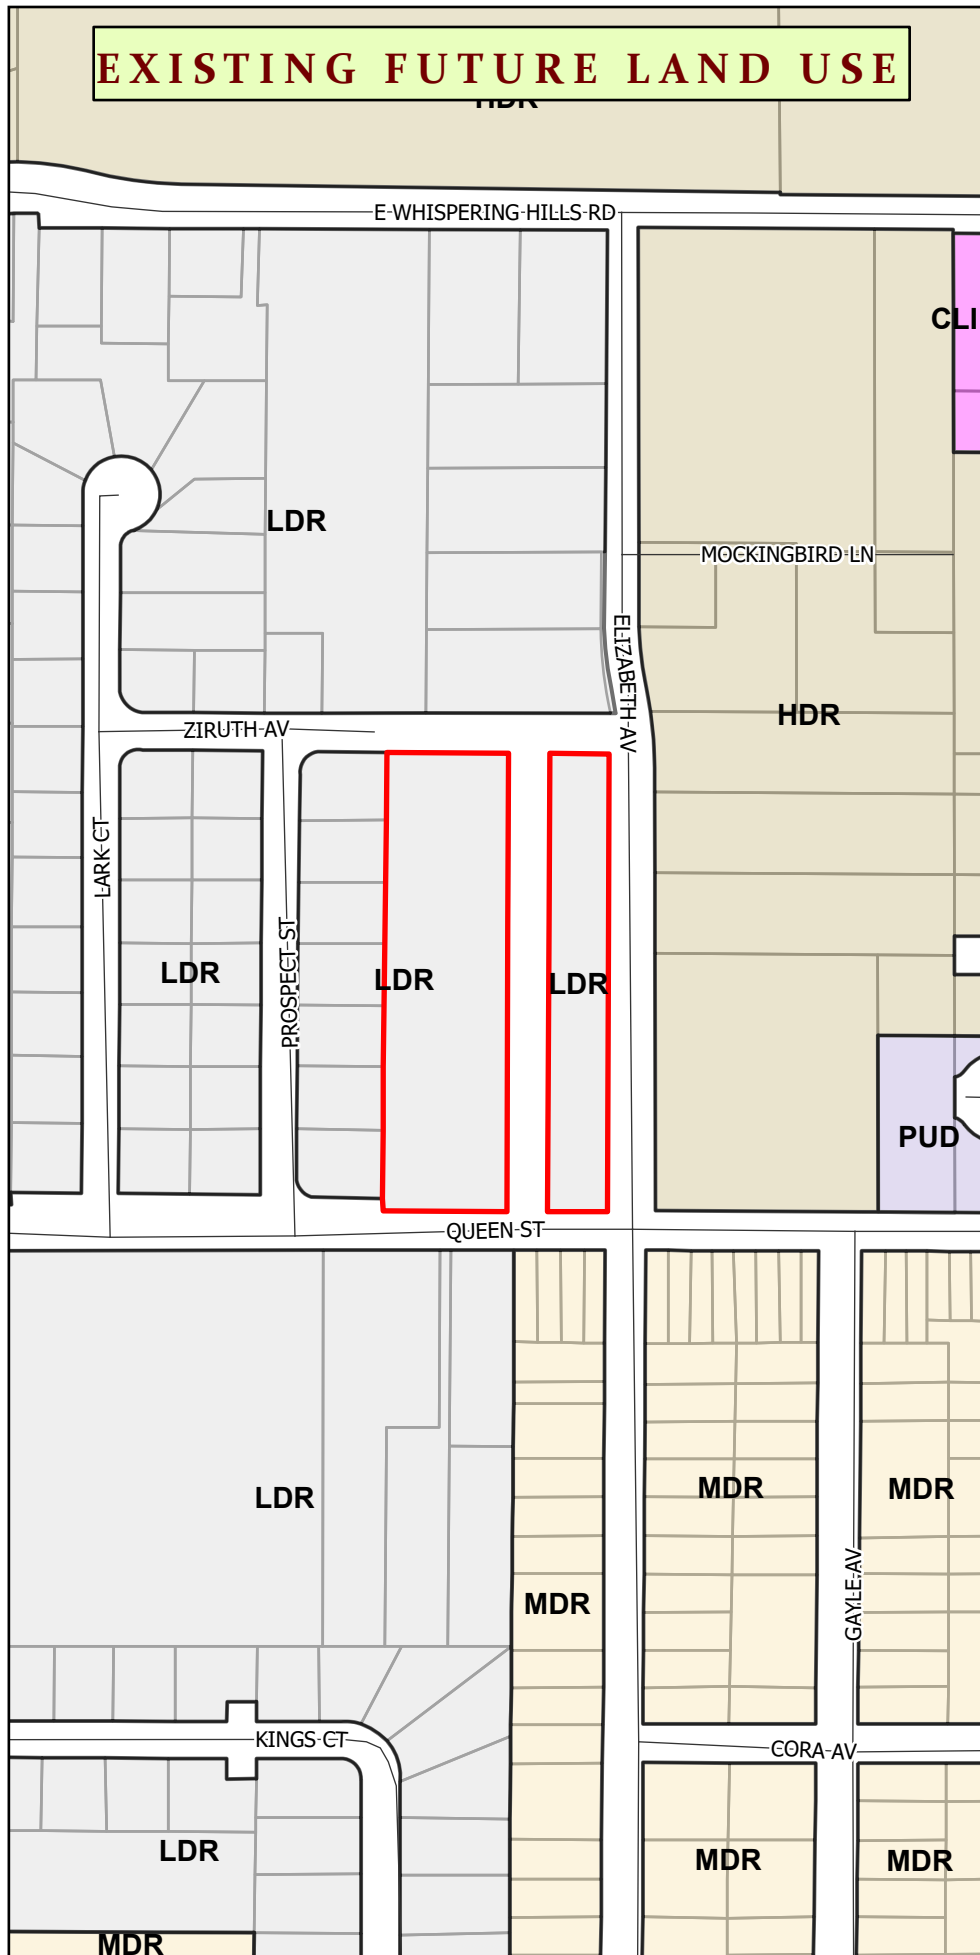 EXISTING FUTURE LAND USE
HDR
E WHISPERING HILLS RD
CLI
LDR
MOCKINGBIRD LN
ELIZABETH AV
HDR
ZIRUTH AV
LARK CT
PROSPECT ST
LDR
LDR
LDR
PUD
QUEEN ST
LDR
MDR
MDR
GAYLE AV
MDR
KINGS CT
CORA AV
LDR
MDR
MDR
MDR